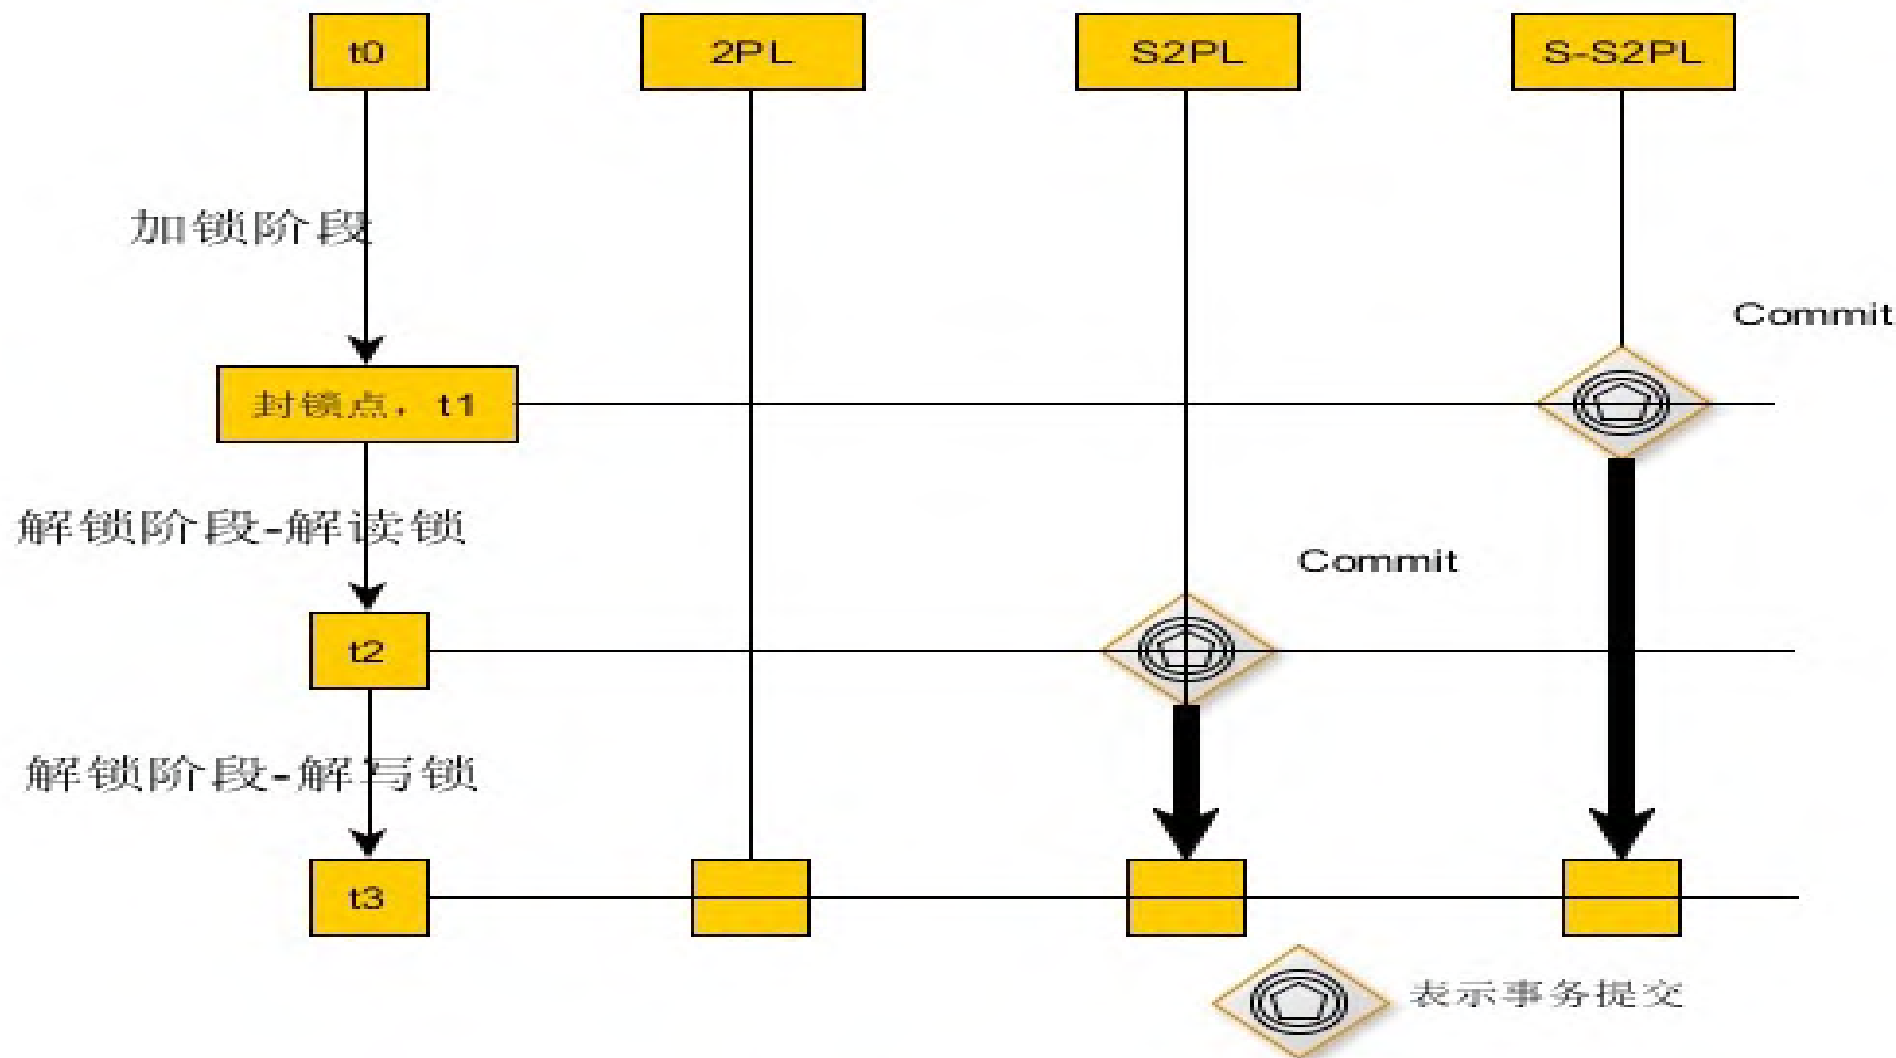 t0
2PL
S2PL
S-S2PL
加锁阶段
Commit
封锁点，t1
解锁阶段-解读锁
Commit
t2
解锁阶段-解写锁
t3
表示事务提交